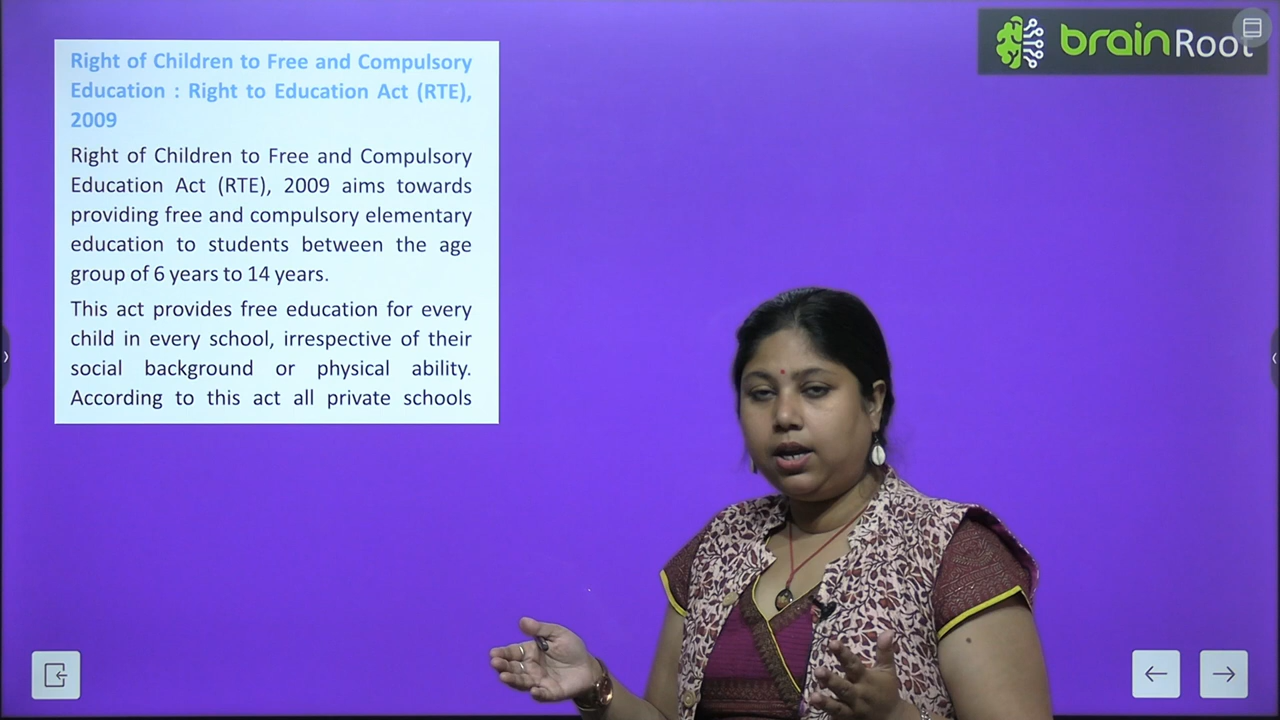 Right of Children to Free and Compulsory
Education : Right to Education Act (RTE),
2009
Right of Children to Free and Compulsory
Education Act (RTE), 2009 aims towards
providing free and compulsory elementary
education to students between the age
group of 6 years to 14 years.
This act provides free education for every
child in every school, irrespective of their
social background or physical ability.
According to this act all private schools
brainRoot